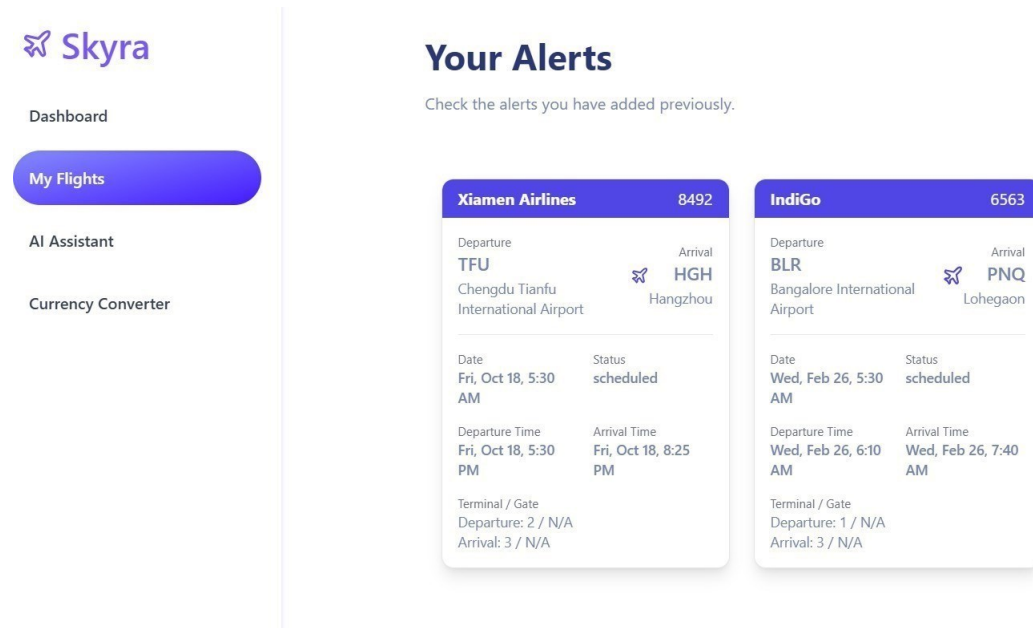 Skyra
Dashboard
My Flights
AI Assistant
Currency Converter
Your Alerts
Check the alerts you have added previously.
Xiamen Airlines 8492
Departure
TFU
Chengdu Tianfu
International Airport
Arrival
HGH
Hangzhou
Date
Fri, Oct 18, 5:30
AM
Status
scheduled
Departure Time
Fri, Oct 18, 5:30
PM
Arrival Time
Fri, Oct 18, 8:25
PM
Terminal / Gate
Departure: 2 / N/A
Arrival: 3 / N/A
IndiGo 6563
Departure
BLR
Bangalore International
Airport
Arrival
PNQ
Lohegaon
Date
Wed, Feb 26, 5:30
AM
Status
scheduled
Departure Time
Wed, Feb 26, 6:10
AM
Arrival Time
Wed, Feb 26, 7:40
AM
Terminal / Gate
Departure: 1 / N/A
Arrival: 3 / N/A